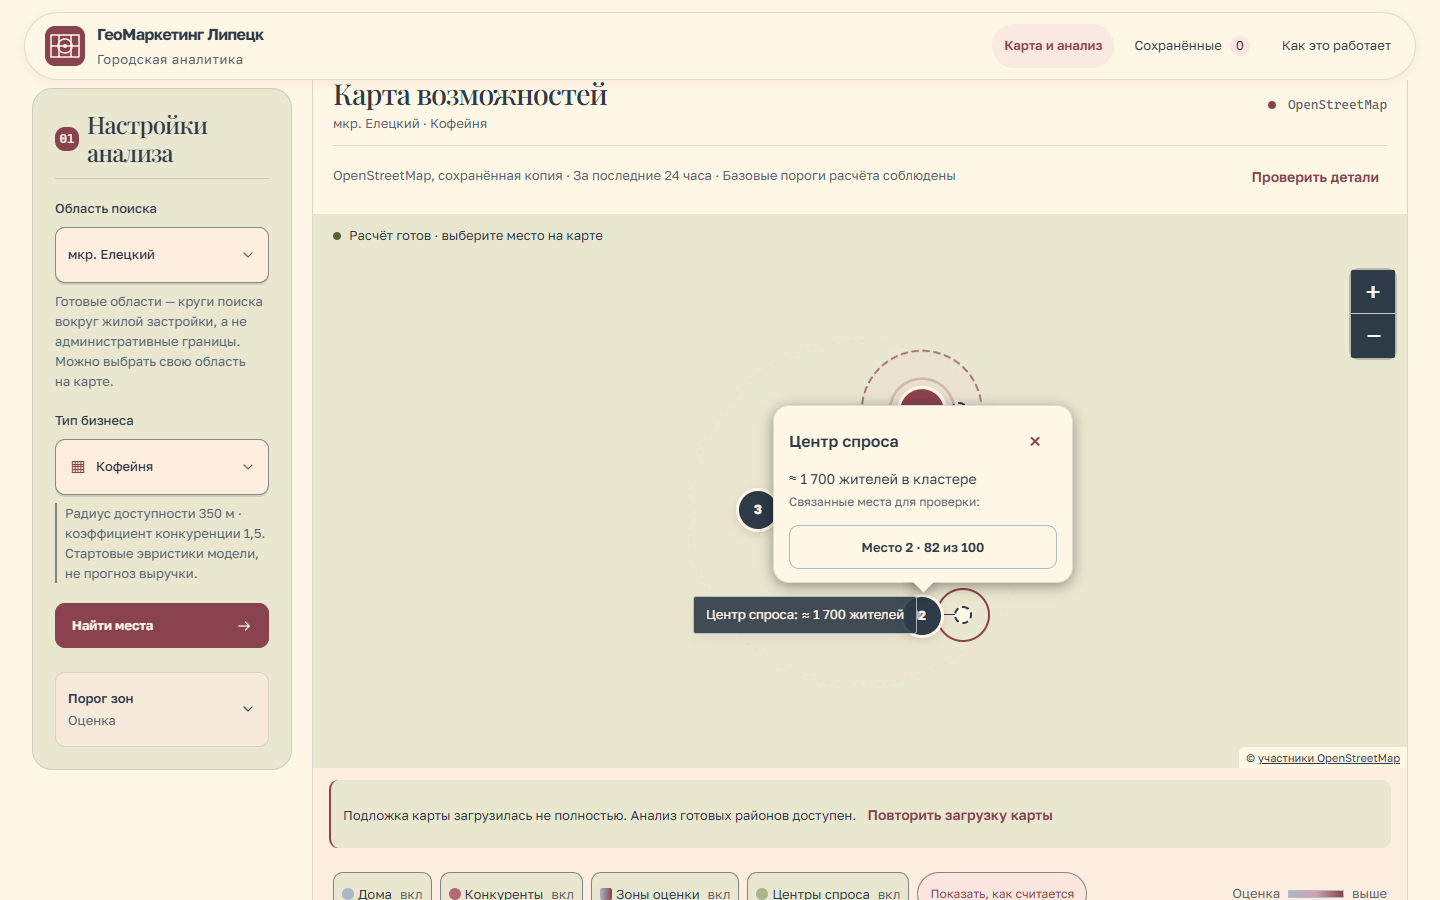 ГеоМаркетинг Липецк
Городская аналитика
Карта и анализ
Сохранённые 0
Как это работает
01
Настройки
анализа
Область поиска
мкр. Елецкий
Готовые области — круги поиска
вокруг жилой застройки, а не
административные границы.
Можно выбрать свою область
на карте.
Тип бизнеса
Кофейня
Радиус доступности 350 м ·
коэффициент конкуренции 1,5.
Стартовые эвристики модели,
не прогноз выручки.
Найти места →
Порог зон
Оценка
Карта возможностей
мкр. Елецкий · Кофейня
OpenStreetMap
OpenStreetMap, сохранённая копия · За последние 24 часа · Базовые пороги расчёта соблюдены
Проверить детали
Расчёт готов · выберите место на карте
+
−
Центр спроса ×
≈ 1 700 жителей в кластере
Связанные места для проверки:
Место 2 · 82 из 100
3
Центр спроса: ≈ 1 700 жителей
2
© участники OpenStreetMap
Подложка карты загрузилась не полностью. Анализ готовых районов доступен. Повторить загрузку карты
Дома вкл
Конкуренты вкл
Зоны оценки вкл
Центры спроса вкл
Показать, как считается
Оценка выше